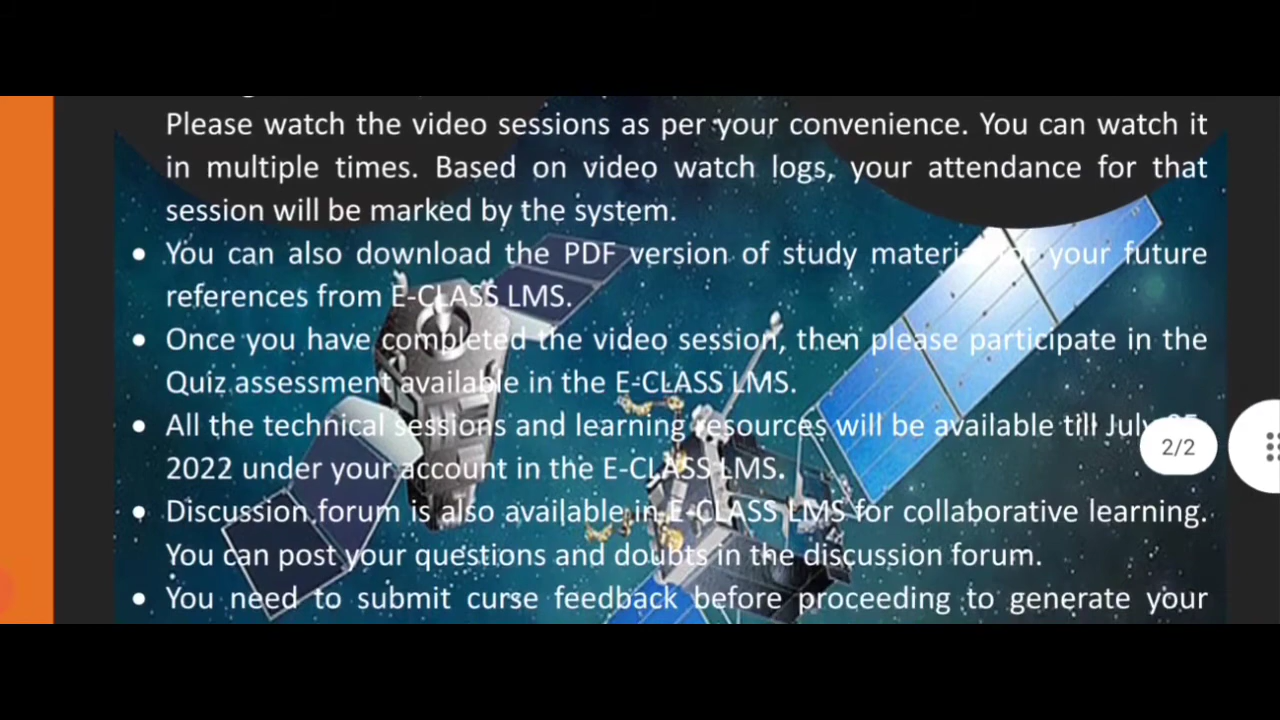 Please watch the video sessions as per your convenience. You can watch it
in multiple times. Based on video watch logs, your attendance for that
session will be marked by the system.
• You can also download the PDF version of study material for your future
references from E-CLASS LMS.
• Once you have completed the video session, then please participate in the
Quiz assessment available in the E-CLASS LMS.
• All the technical sessions and learning resources will be available till July
2022 under your account in the E-CLASS LMS.
2/2
• Discussion forum is also available in E-CLASS LMS for collaborative learning.
You can post your questions and doubts in the discussion forum.
• You need to submit curse feedback before proceeding to generate your